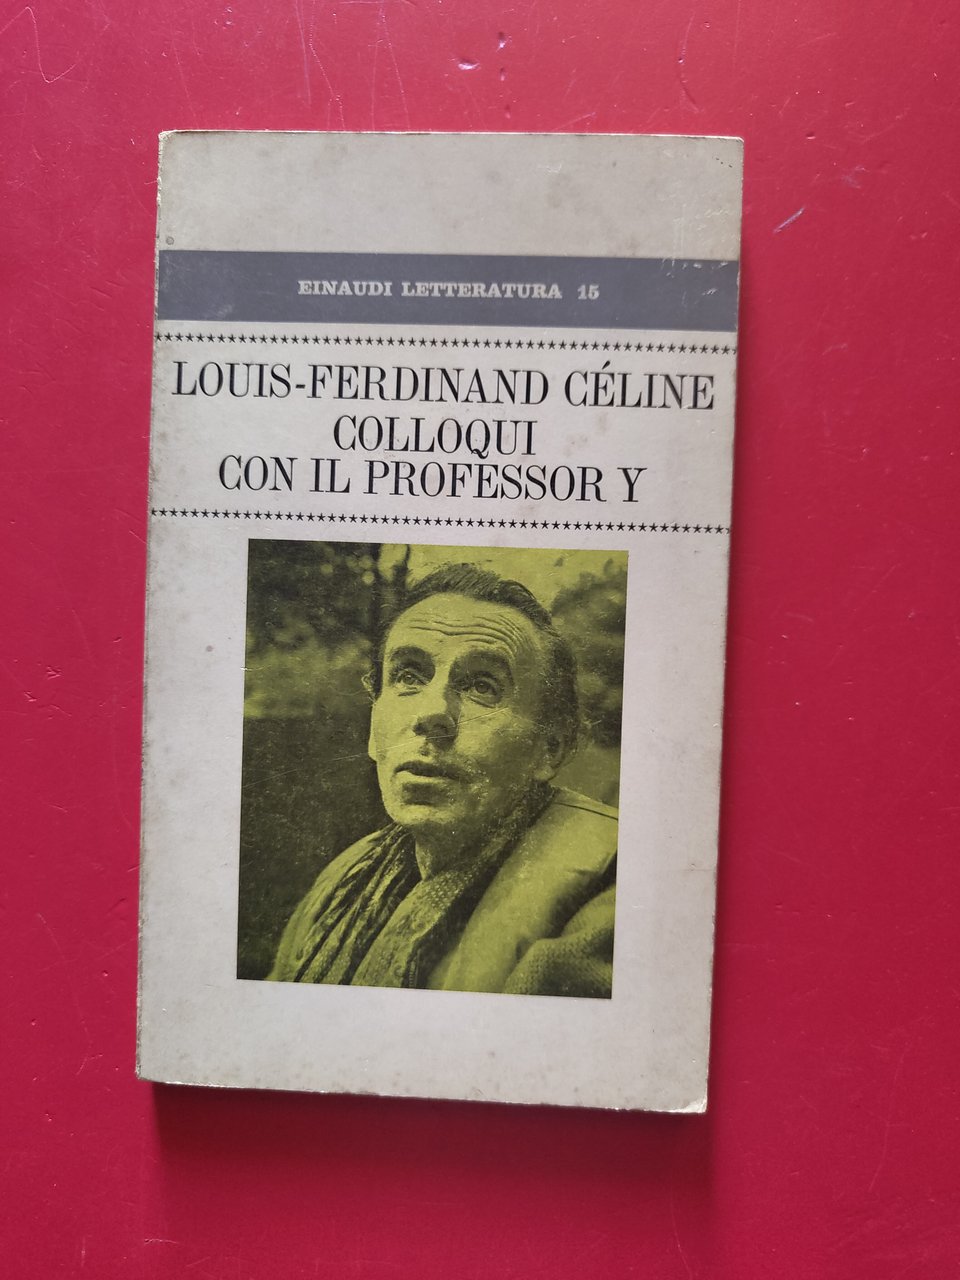 EINAUDI LETTERATURA 15
LOUIS-FERDINAND CÉLINE
COLLOQUI
CON IL PROFESSOR Y